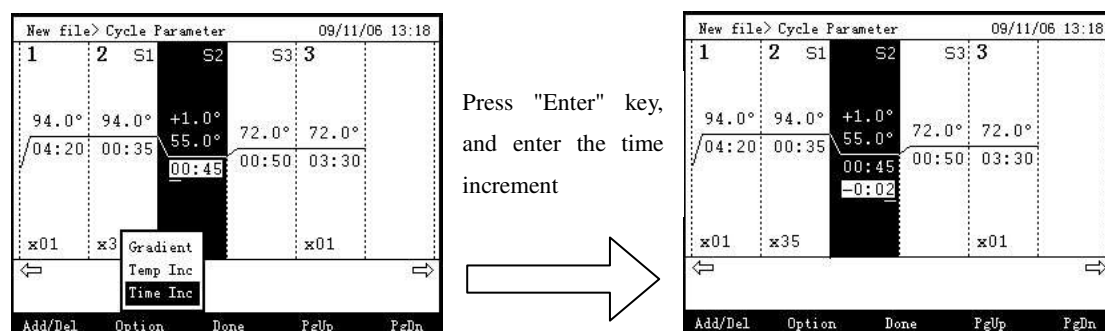 New file> Cycle Parameter 09/11/06 13:18
1 2 S1 S2 S3 3
94.0° 94.0° +1.0°
55.0° 72.0° 72.0°
04:20 00:35 00:45 00:50 03:30
x01 x3 x01
Gradient
Temp Inc
Time Inc
Add/Del Option Done PgUp PgDn
Press "Enter" key,
and enter the time
increment
New file> Cycle Parameter 09/11/06 13:18
1 2 S1 S2 S3 3
94.0° 94.0° +1.0°
55.0° 72.0° 72.0°
04:20 00:35 00:45 00:50 03:30
-0:02
x01 x35 x01
Add/Del Option Done PgUp PgDn